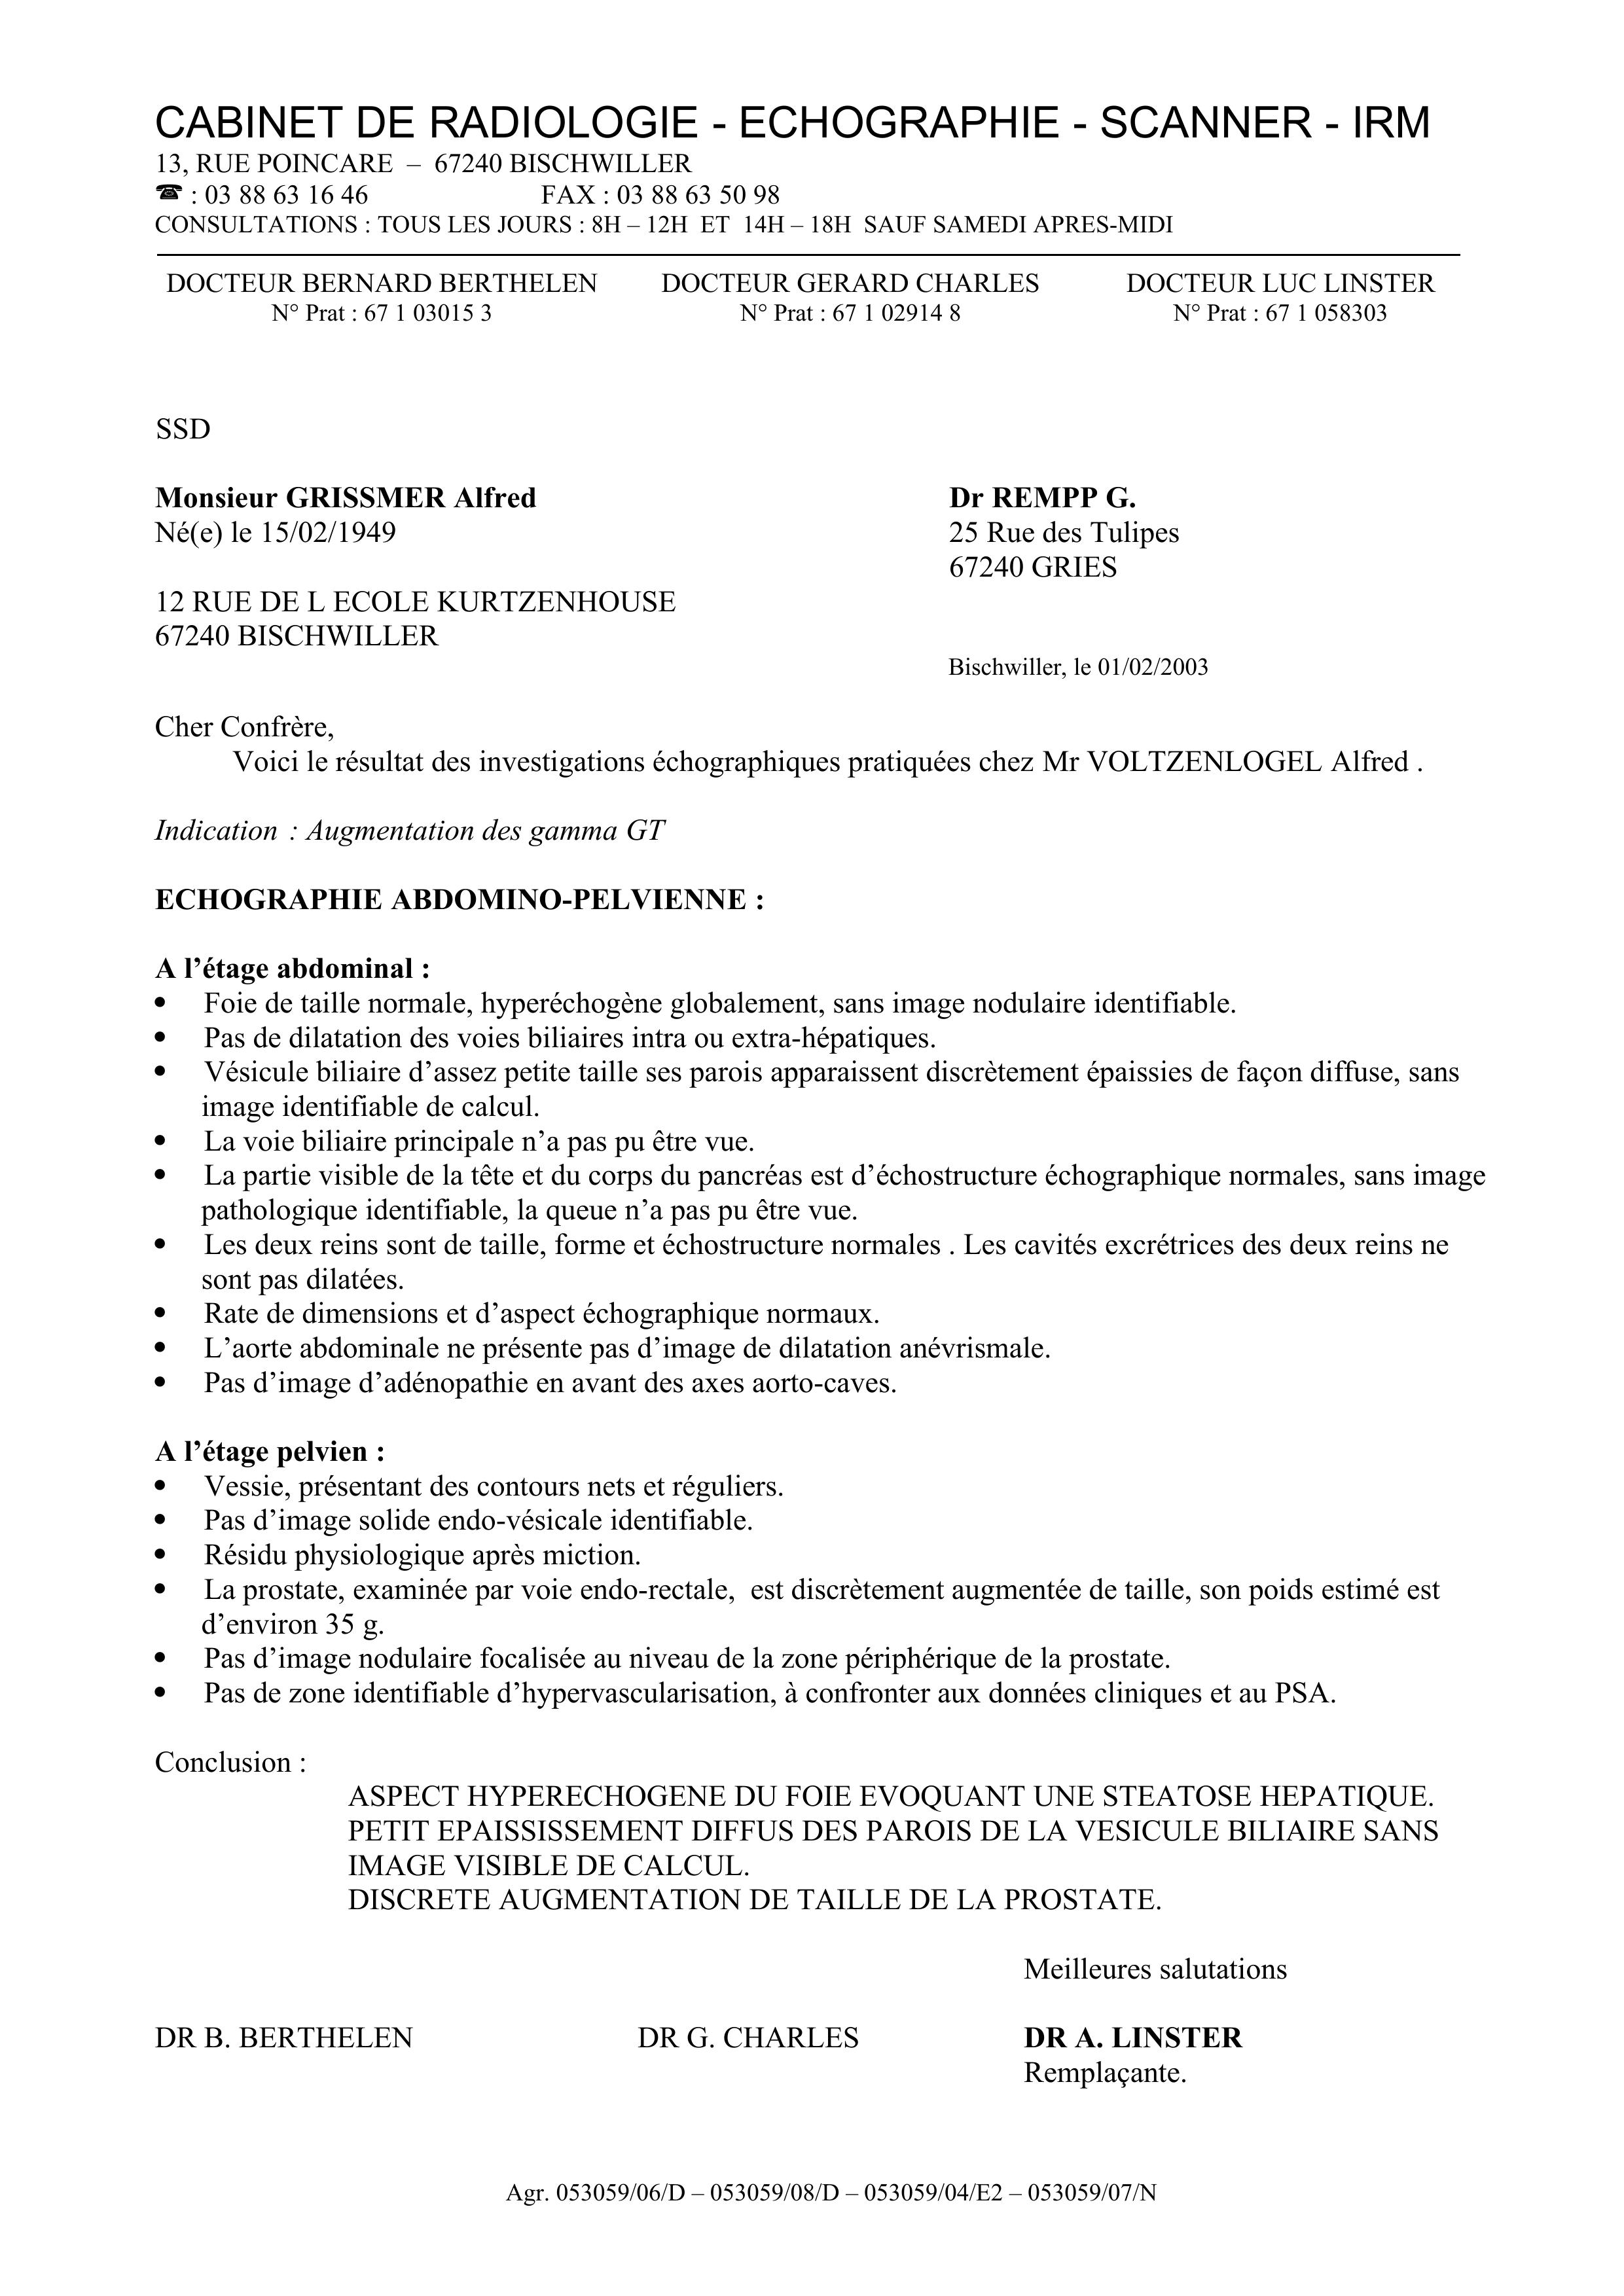 CABINET DE RADIOLOGIE - ECHOGRAPHIE - SCANNER - IRM
13, RUE POINCARE – 67240 BISCHWILLER
☎ : 03 88 63 16 46 FAX : 03 88 63 50 98
CONSULTATIONS : TOUS LES JOURS : 8H – 12H ET 14H – 18H SAUF SAMEDI APRES-MIDI
DOCTEUR BERNARD BERTHELEN DOCTEUR GERARD CHARLES DOCTEUR LUC LINSTER
N° Prat : 67 1 03015 3 N° Prat : 67 1 02914 8 N° Prat : 67 1 058303
SSD
Monsieur GRISSMER Alfred Dr REMPP G.
Né(e) le 15/02/1949 25 Rue des Tulipes
67240 GRIES
12 RUE DE L ECOLE KURTZENHOUSE
67240 BISCHWILLER
Bischwiller, le 01/02/2003
Cher Confrère,
Voici le résultat des investigations échographiques pratiquées chez Mr VOLTZENLOGEL Alfred .
Indication : Augmentation des gamma GT
ECHOGRAPHIE ABDOMINO-PELVIENNE :
A l’étage abdominal :
• Foie de taille normale, hyperéchogène globalement, sans image nodulaire identifiable.
• Pas de dilatation des voies biliaires intra ou extra-hépatiques.
• Vésicule biliaire d’assez petite taille ses parois apparaissent discrètement épaissies de façon diffuse, sans
image identifiable de calcul.
• La voie biliaire principale n’a pas pu être vue.
• La partie visible de la tête et du corps du pancréas est d’échostructure échographique normales, sans image
pathologique identifiable, la queue n’a pas pu être vue.
• Les deux reins sont de taille, forme et échostructure normales . Les cavités excrétrices des deux reins ne
sont pas dilatées.
• Rate de dimensions et d’aspect échographique normaux.
• L’aorte abdominale ne présente pas d’image de dilatation anévrismale.
• Pas d’image d’adénopathie en avant des axes aorto-caves.
A l’étage pelvien :
• Vessie, présentant des contours nets et réguliers.
• Pas d’image solide endo-vésicale identifiable.
• Résidu physiologique après miction.
• La prostate, examinée par voie endo-rectale, est discrètement augmentée de taille, son poids estimé est
d’environ 35 g.
• Pas d’image nodulaire focalisée au niveau de la zone périphérique de la prostate.
• Pas de zone identifiable d’hypervascularisation, à confronter aux données cliniques et au PSA.
Conclusion :
ASPECT HYPERECHOGENE DU FOIE EVOQUANT UNE STEATOSE HEPATIQUE.
PETIT EPAISSISSEMENT DIFFUS DES PAROIS DE LA VESICULE BILIAIRE SANS
IMAGE VISIBLE DE CALCUL.
DISCRETE AUGMENTATION DE TAILLE DE LA PROSTATE.
Meilleures salutations
DR B. BERTHELEN DR G. CHARLES DR A. LINSTER
Remplaçante.
Agr. 053059/06/D – 053059/08/D – 053059/04/E2 – 053059/07/N